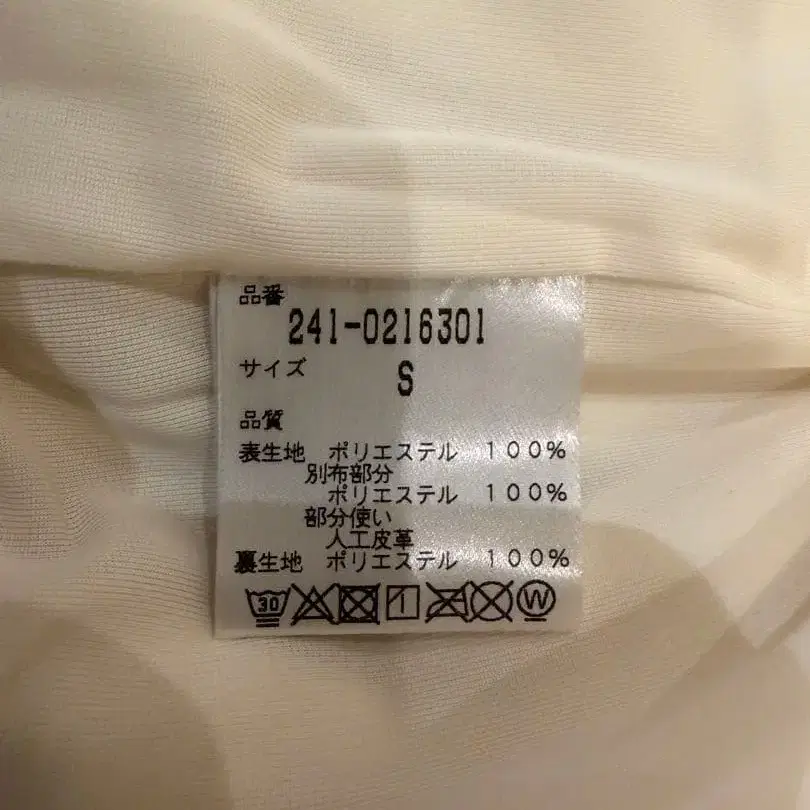 品番
241-0216301
サイズ
S
品質
表生地 ポリエステル 100%
別布部分
ポリエステル 100%
部分使い
人工皮革
裏生地 ポリエステル 100%
30 W